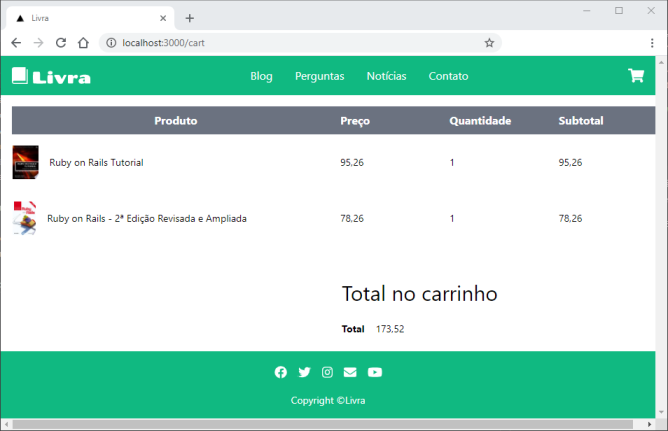 Livra
localhost:3000/cart
Livra
Blog Perguntas Notícias Contato
Produto Preço Quantidade Subtotal
Ruby on Rails Tutorial 95,26 1 95,26
Ruby on Rails - 2ª Edição Revisada e Ampliada 78,26 1 78,26
Total no carrinho
Total 173,52
Copyright ©Livra